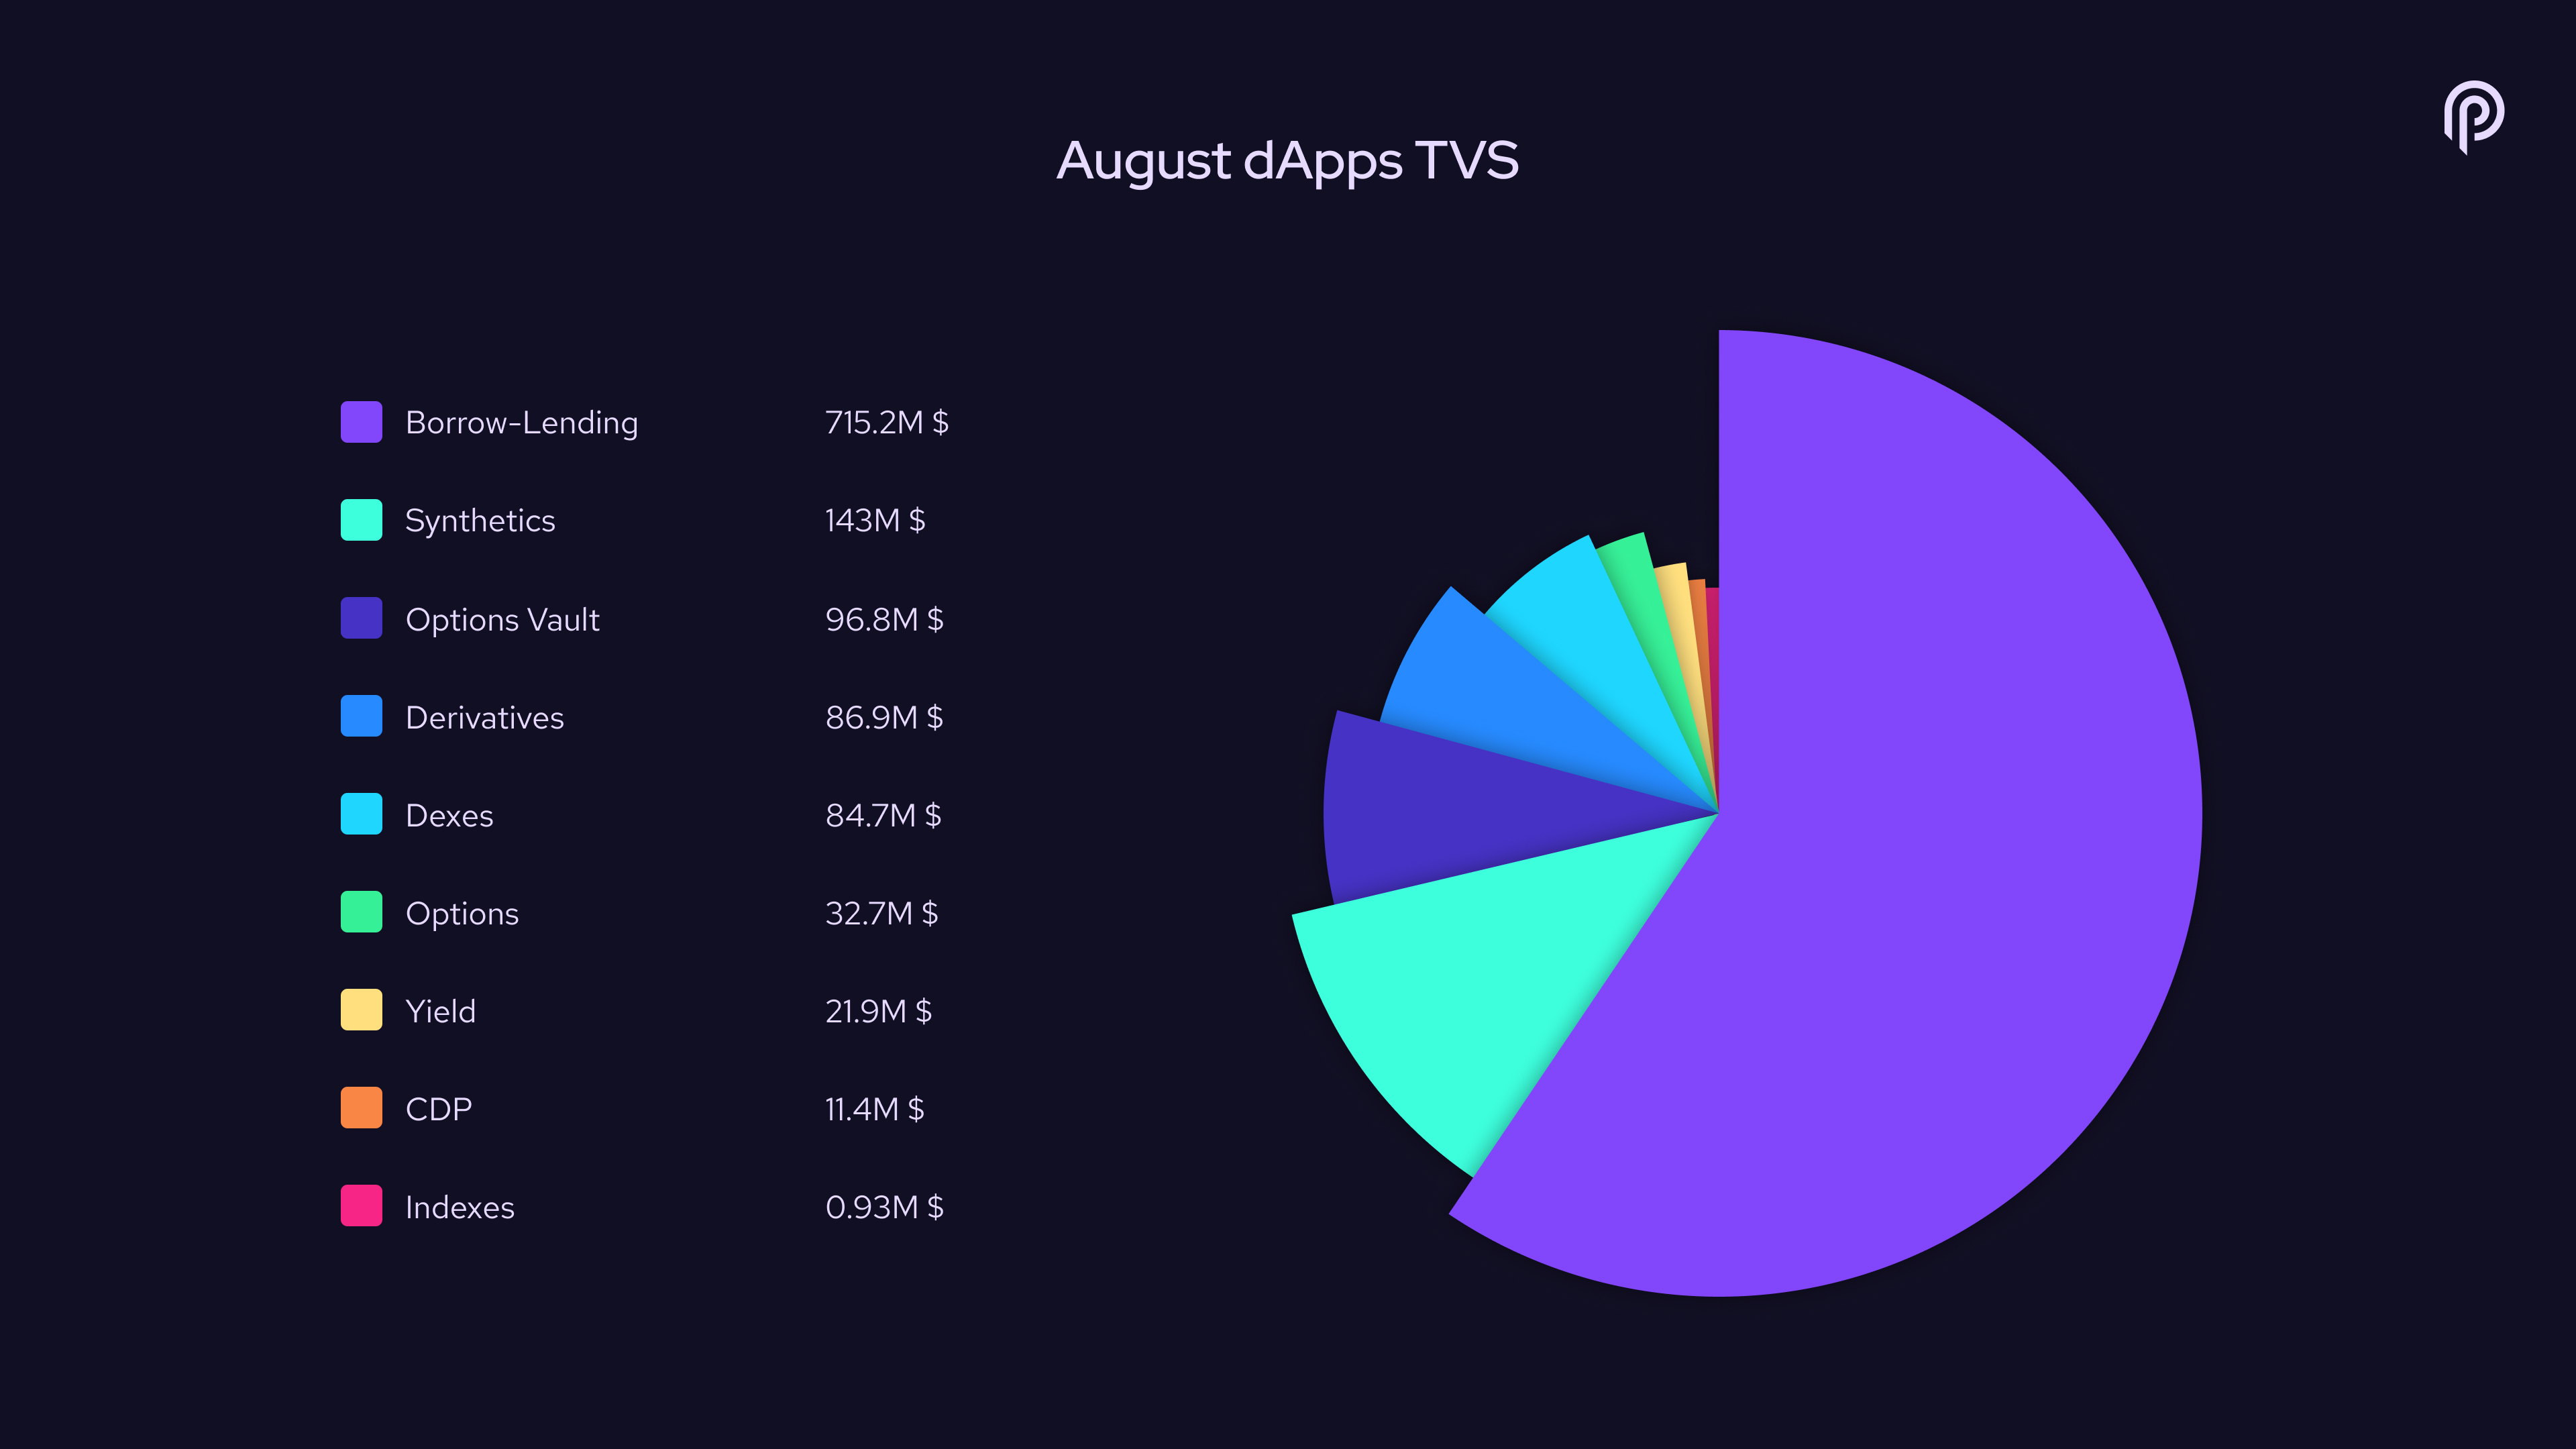 August dApps TVS
Borrow-Lending 715.2M $
Synthetics 143M $
Options Vault 96.8M $
Derivatives 86.9M $
Dexes 84.7M $
Options 32.7M $
Yield 21.9M $
CDP 11.4M $
Indexes 0.93M $